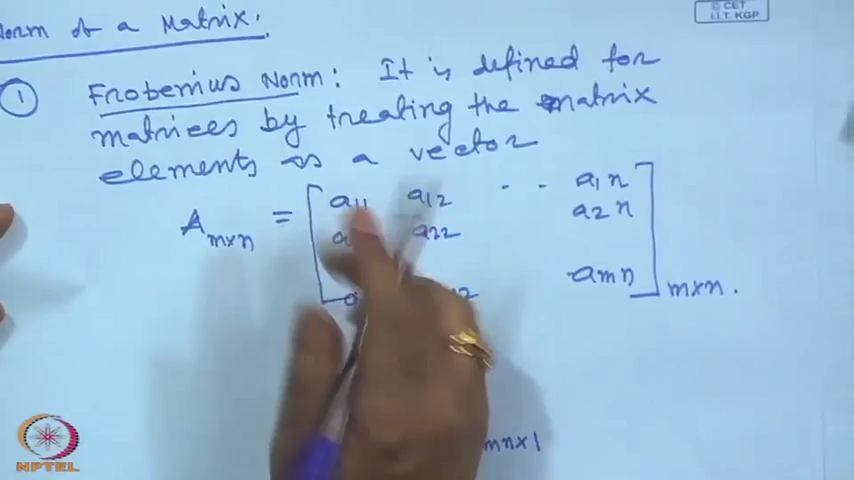 Norm of a Matrix.
© CET
I.I.T. KGP
1 Frobenius Norm: It is defined for
matrices by treating the matrix
elements as a vector
A m×n = a11 a12 . . a1n
a22 a2n
amn m×n.
mn×1
NPTEL